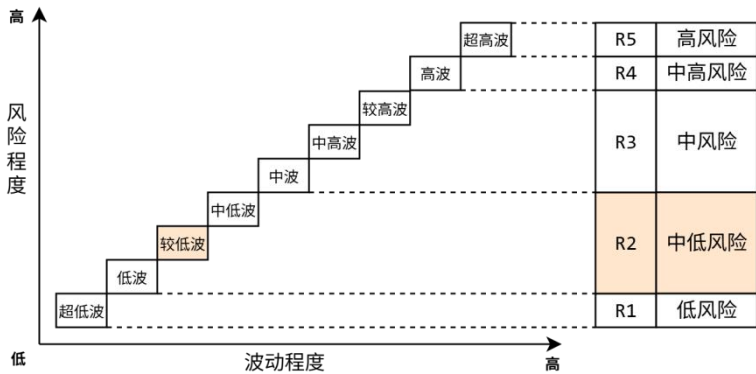 高
超高波
R5 高风险
高波
R4 中高风险
较高波
中高波
R3 中风险
中波
风险程度
中低波
较低波
R2 中低风险
低波
超低波
R1 低风险
低
波动程度
高